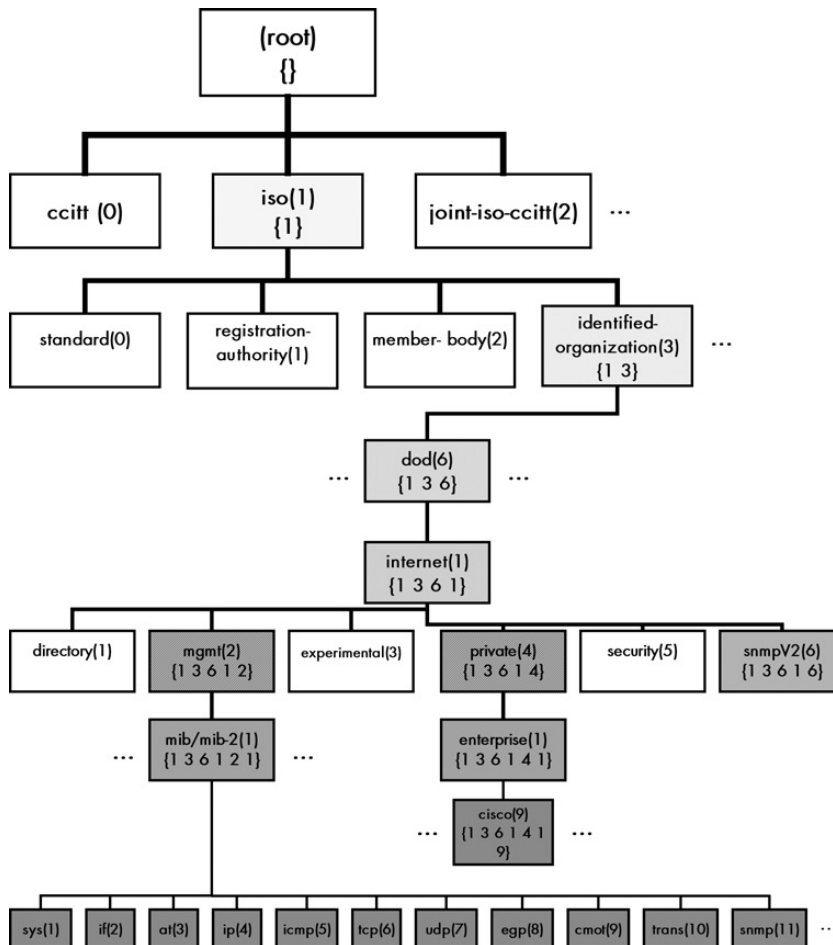 (root)
{}
ccitt (0)
iso(1)
{1}
joint-iso-ccitt(2)
...
standard(0)
registration-
authority(1)
member- body(2)
identified-
organization(3)
{1 3}
...
...
dod(6)
{1 3 6}
...
internet(1)
{1 3 6 1}
directory(1)
mgmt(2)
{1 3 6 1 2}
experimental(3)
private(4)
{1 3 6 1 4}
security(5)
snmpV2(6)
{1 3 6 1 6}
...
mib/mib-2(1)
{1 3 6 1 2 1}
...
enterprise(1)
{1 3 6 1 4 1}
...
cisco(9)
{1 3 6 1 4 1
9}
...
sys(1)
if(2)
at(3)
ip(4)
icmp(5)
tcp(6)
udp(7)
egp(8)
cmot(9)
trans(10)
snmp(11)
...